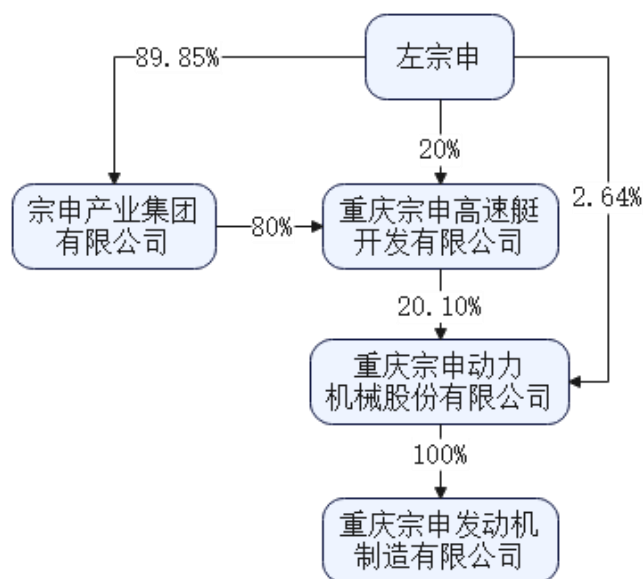 左宗申
89.85%
20%
2.64%
宗申产业集团
有限公司
80%
重庆宗申高速艇
开发有限公司
20.10%
重庆宗申动力
机械股份有限公司
100%
重庆宗申发动机
制造有限公司